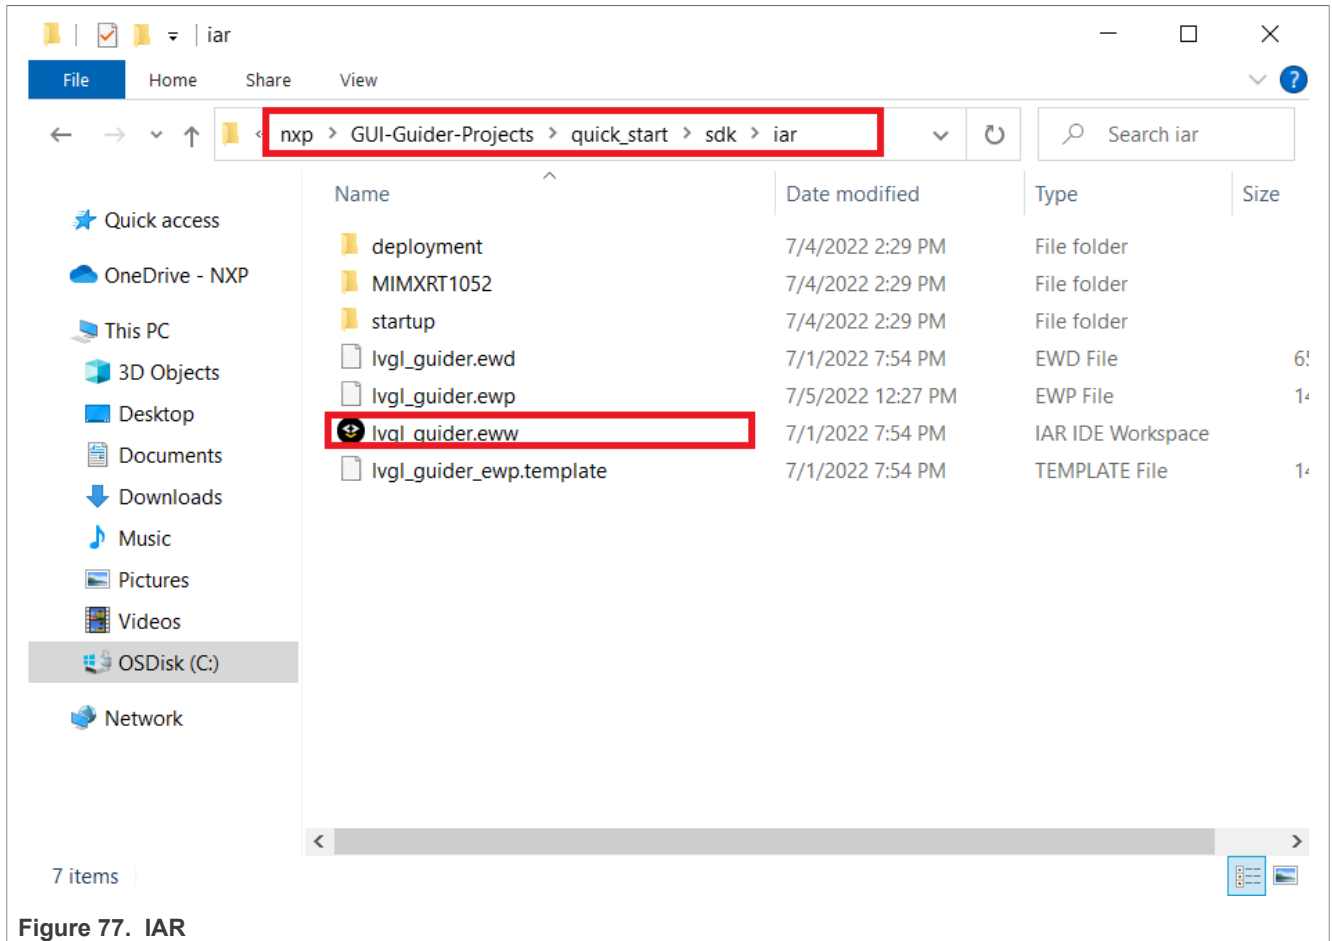 iar
File Home Share View
« nxp > GUI-Guider-Projects > quick_start > sdk > iar Search iar
Name Date modified Type Size
Quick access
OneDrive - NXP
This PC
3D Objects
Desktop
Documents
Downloads
Music
Pictures
Videos
OSDisk (C:)
Network
deployment 7/4/2022 2:29 PM File folder
MIMXRT1052 7/4/2022 2:29 PM File folder
startup 7/4/2022 2:29 PM File folder
lvgl_guider.ewd 7/1/2022 7:54 PM EWD File
lvgl_guider.ewp 7/5/2022 12:27 PM EWP File
lvgl_guider.eww 7/1/2022 7:54 PM IAR IDE Workspace
lvgl_guider_ewp.template 7/1/2022 7:54 PM TEMPLATE File
7 items
Figure 77. IAR